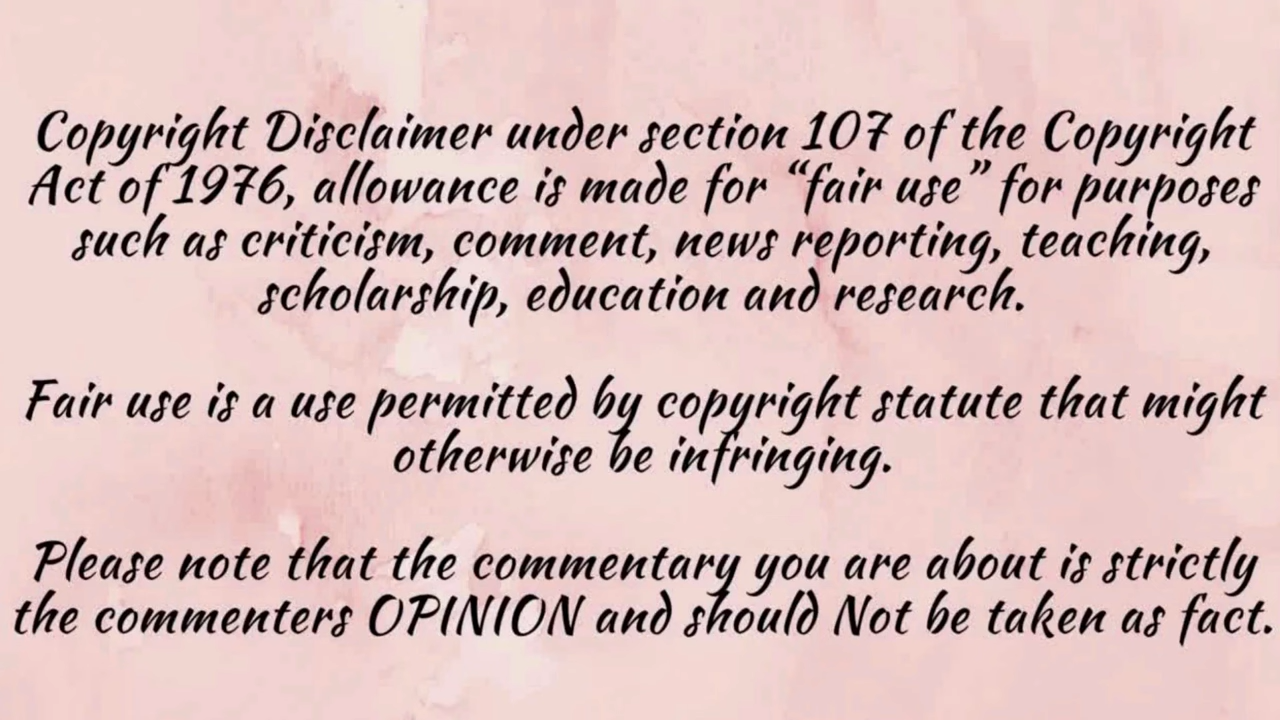 Copyright Disclaimer under section 107 of the Copyright
Act of 1976, allowance is made for “fair use” for purposes
such as criticism, comment, news reporting, teaching,
scholarship, education and research.
Fair use is a use permitted by copyright statute that might
otherwise be infringing.
Please note that the commentary you are about is strictly
the commenters OPINION and should Not be taken as fact.